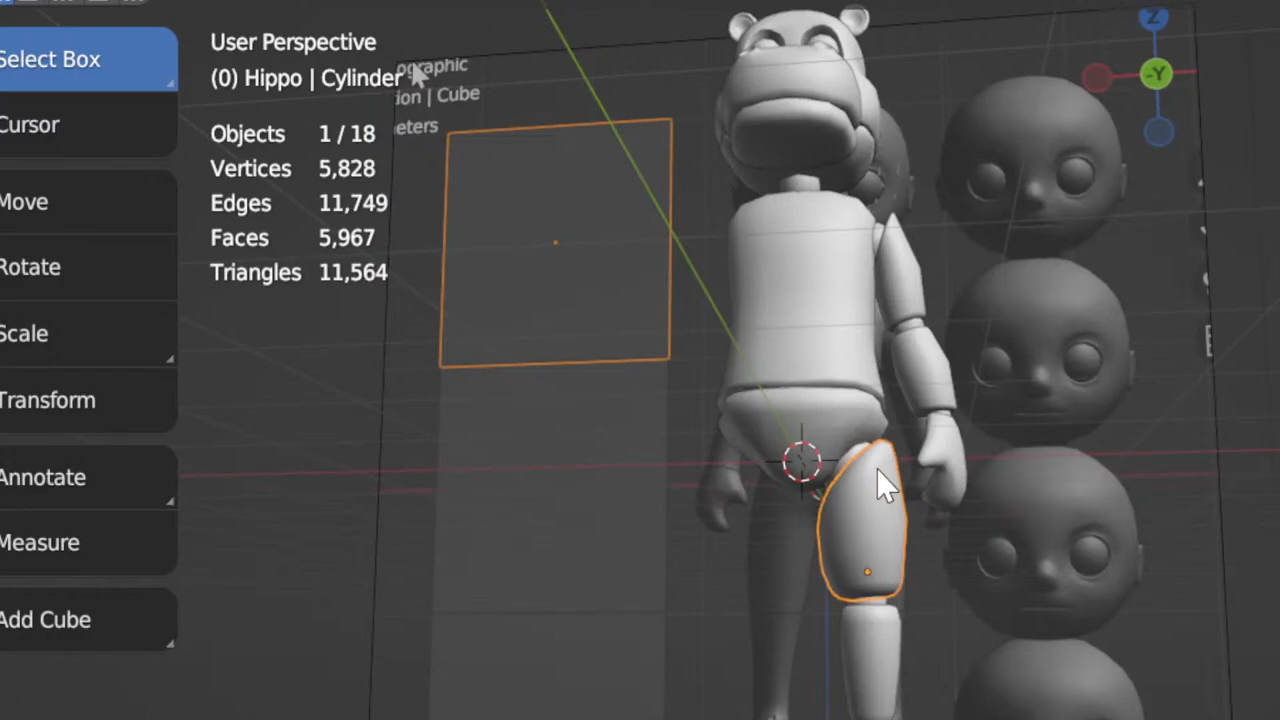 Select Box
Cursor
Move
Rotate
Scale
Transform
Annotate
Measure
Add Cube
User Perspective
(0) Hippo | Cylinder
Objects 1 / 18
Vertices 5,828
Edges 11,749
Faces 5,967
Triangles 11,564
ographic
ion | Cube
eters
Z
-Y